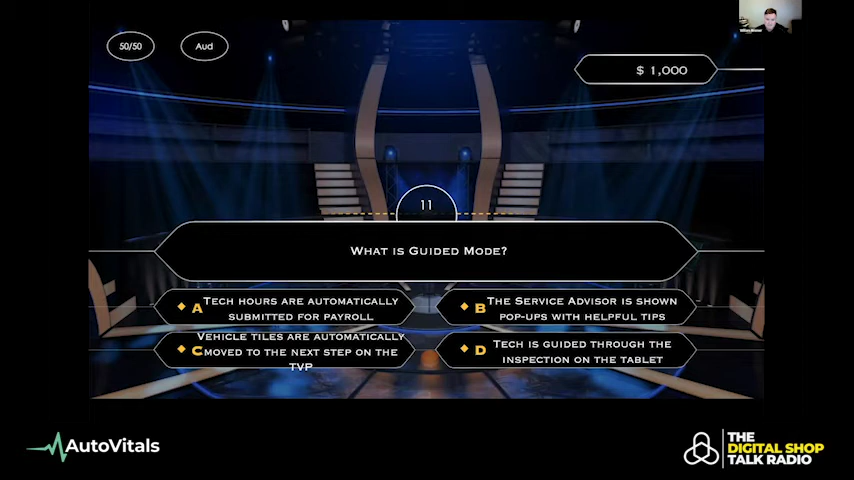 50/50
Aud
$ 1,000
11
What is Guided Mode?
A Tech hours are automatically
submitted for payroll
B The Service Advisor is shown
pop-ups with helpful tips
C Vehicle tiles are automatically
moved to the next step on the
TVP
D Tech is guided through the
inspection on the tablet
AutoVitals
THE
DIGITAL SHOP
TALK RADIO